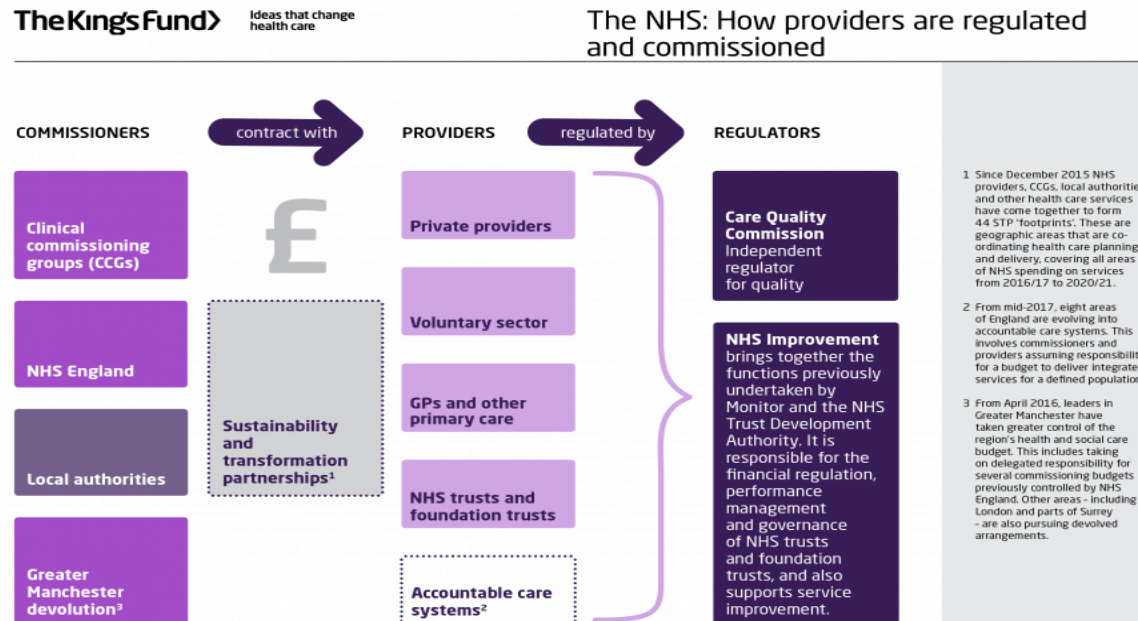 TheKingsFund>
Ideas that change
health care
The NHS: How providers are regulated
and commissioned
COMMISSIONERS
contract with
PROVIDERS
regulated by
REGULATORS
Clinical
commissioning
groups (CCGs)
NHS England
Local authorities
Greater
Manchester
devolution³
£
Sustainability
and
transformation
partnerships¹
Private providers
Voluntary sector
GPs and other
primary care
NHS trusts and
foundation trusts
Accountable care
systems²
Care Quality
Commission
Independent
regulator
for quality
NHS Improvement
brings together the
functions previously
undertaken by
Monitor and the NHS
Trust Development
Authority. It is
responsible for the
financial regulation,
performance
management
and governance
of NHS trusts
and foundation
trusts, and also
supports service
improvement.
1 Since December 2015 NHS
providers, CCGs, local authoritie
and other health care services
have come together to form
44 STP ‘footprints’. These are
geographic areas that are co-
ordinating health care planning
and delivery, covering all areas
of NHS spending on services
from 2016/17 to 2020/21.
2 From mid-2017, eight areas
of England are evolving into
accountable care systems. This
involves commissioners and
providers assuming responsibilit
for a budget to deliver integrate
services for a defined population
3 From April 2016, leaders in
Greater Manchester have
taken greater control of the
region’s health and social care
budget. This includes taking
on delegated responsibility for
several commissioning budgets
previously controlled by NHS
England. Other areas – including
London and parts of Surrey
– are also pursuing devolved
arrangements.